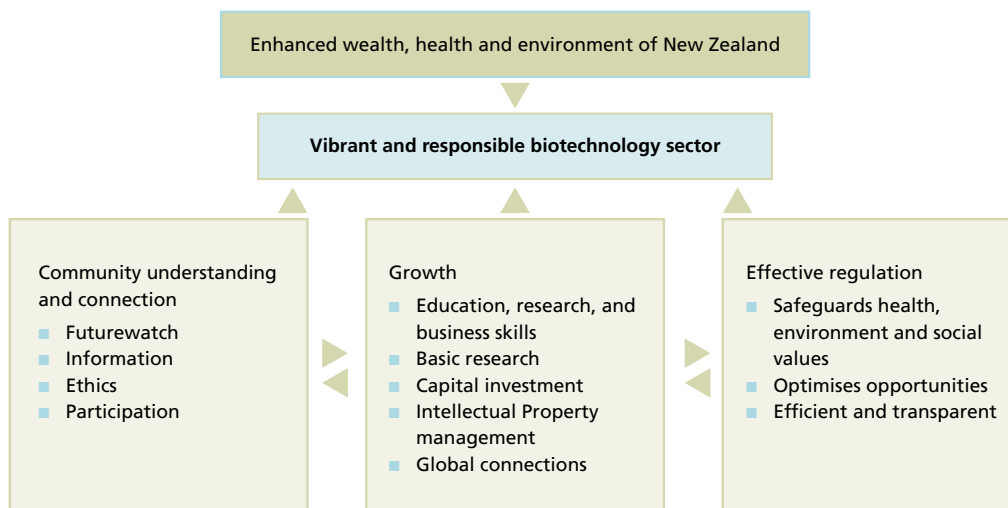 Enhanced wealth, health and environment of New Zealand
Vibrant and responsible biotechnology sector
Community understanding
and connection
Futurewatch
Information
Ethics
Participation
Growth
Education, research, and
business skills
Basic research
Capital investment
Intellectual Property
management
Global connections
Effective regulation
Safeguards health,
environment and social
values
Optimises opportunities
Efficient and transparent